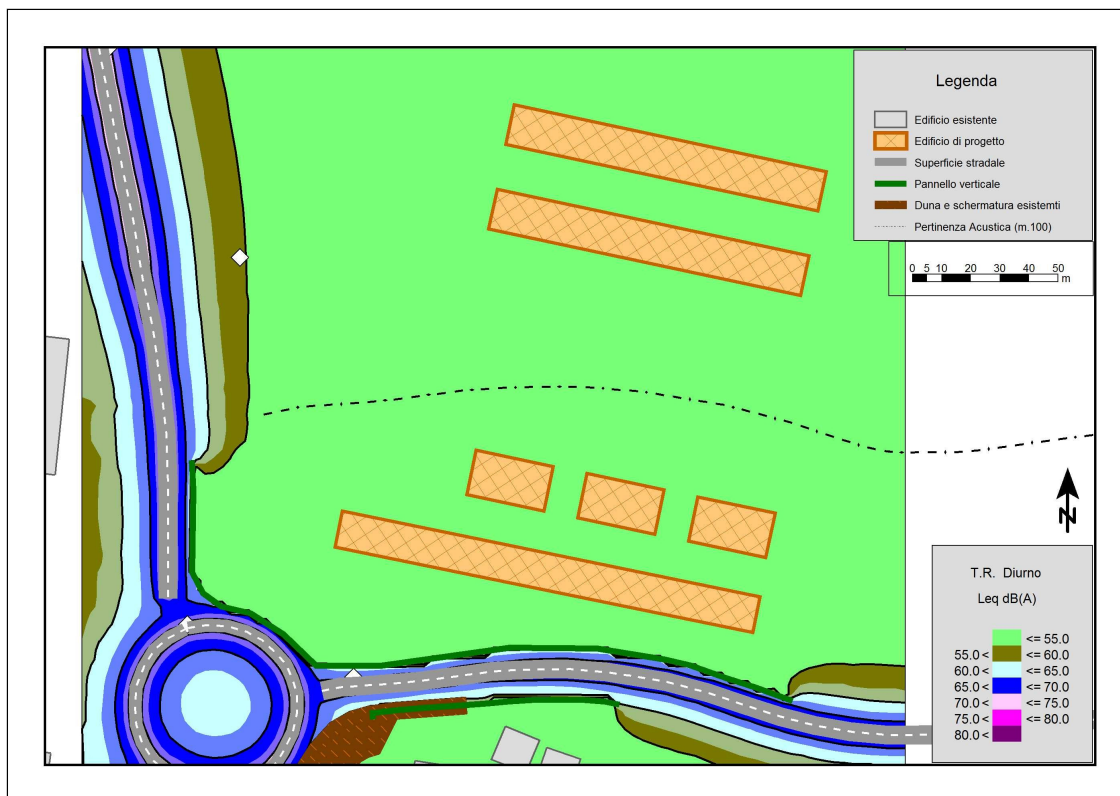 Legenda
Edificio esistente
Edificio di progetto
Superficie stradale
Pannello verticale
Duna e schermatura esistemti
Pertinenza Acustica (m.100)
0 5 10 20 30 40 50
m
N
T.R. Diurno
Leq dB(A)
<= 55.0
55.0 < <= 60.0
60.0 < <= 65.0
65.0 < <= 70.0
70.0 < <= 75.0
75.0 < <= 80.0
80.0 <